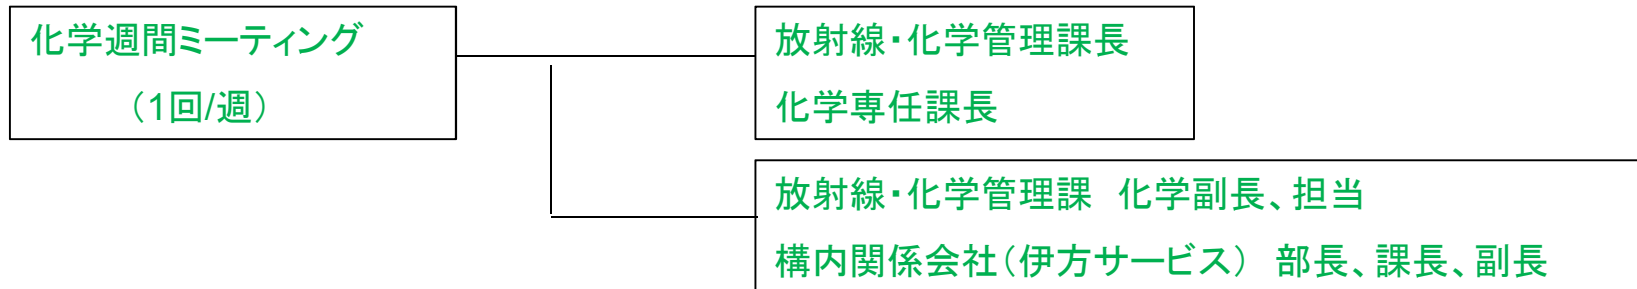 化学週間ミーティング
（1回/週）
放射線・化学管理課長
化学専任課長
放射線・化学管理課　化学副長、担当
構内関係会社（伊方サービス）　部長、課長、副長